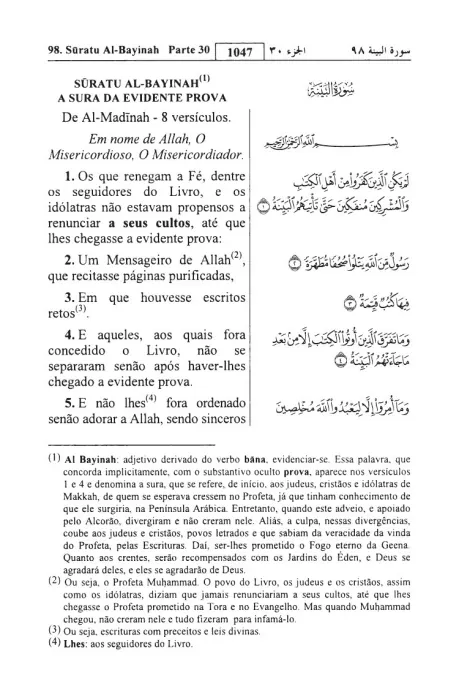 98. Sūratu Al-Bayinah Parte 30
1047
الجزء ٣٠
سورة البينة ٩٨
SŪRATU AL-BAYINAH(1)
A SURA DA EVIDENTE PROVA
De Al-Madīnah - 8 versículos.
Em nome de Allah, O
Misericordioso, O Misericordiador.
1. Os que renegam a Fé, dentre
os seguidores do Livro, e os
idólatras não estavam propensos a
renunciar a seus cultos, até que
lhes chegasse a evidente prova:
2. Um Mensageiro de Allah(2),
que recitasse páginas purificadas,
3. Em que houvesse escritos
retos(3).
4. E aqueles, aos quais fora
concedido o Livro, não se
separaram senão após haver-lhes
chegado a evidente prova.
5. E não lhes(4) fora ordenado
senão adorar a Allah, sendo sinceros
سُورَةُ البَيِّنَةِ
بِسْمِ اللَّهِ الرَّحْمَٰنِ الرَّحِيمِ
لَمْ يَكُنِ الَّذِينَ كَفَرُوا مِنْ أَهْلِ الْكِتَابِ
وَالْمُشْرِكِينَ مُنفَكِّينَ حَتَّىٰ تَأْتِيَهُمُ الْبَيِّنَةُ ١
رَسُولٌ مِّنَ اللَّهِ يَتْلُوا صُحُفًا مُّطَهَّرَةً ٢
فِيهَا كُتُبٌ قَيِّمَةٌ ٣
وَمَا تَفَرَّقَ الَّذِينَ أُوتُوا الْكِتَابَ إِلَّا مِن بَعْدِ
مَا جَاءَتْهُمُ الْبَيِّنَةُ ٤
وَمَا أُمِرُوا إِلَّا لِيَعْبُدُوا اللَّهَ مُخْلِصِينَ
(1) Al Bayinah: adjetivo derivado do verbo bāna, evidenciar-se. Essa palavra, que
concorda implicitamente, com o substantivo oculto prova, aparece nos versículos
1 e 4 e denomina a sura, que se refere, de início, aos judeus, cristãos e idólatras de
Makkah, de quem se esperava cressem no Profeta, já que tinham conhecimento de
que ele surgiria, na Península Arábica. Entretanto, quando este adveio, e apoiado
pelo Alcorão, divergiram e não creram nele. Aliás, a culpa, nessas divergências,
coube aos judeus e cristãos, povos letrados e que sabiam da veracidade da vinda
do Profeta, pelas Escrituras. Daí, ser-lhes prometido o Fogo eterno da Geena.
Quanto aos crentes, serão recompensados com os Jardins do Éden, e Deus se
agradará deles, e eles se agradarão de Deus.
(2) Ou seja, o Profeta Muḥammad. O povo do Livro, os judeus e os cristãos, assim
como os idólatras, diziam que jamais renunciariam a seus cultos, até que lhes
chegasse o Profeta prometido na Tora e no Evangelho. Mas quando Muḥammad
chegou, não creram nele e tudo fizeram para infamá-lo.
(3) Ou seja, escrituras com preceitos e leis divinas.
(4) Lhes: aos seguidores do Livro.